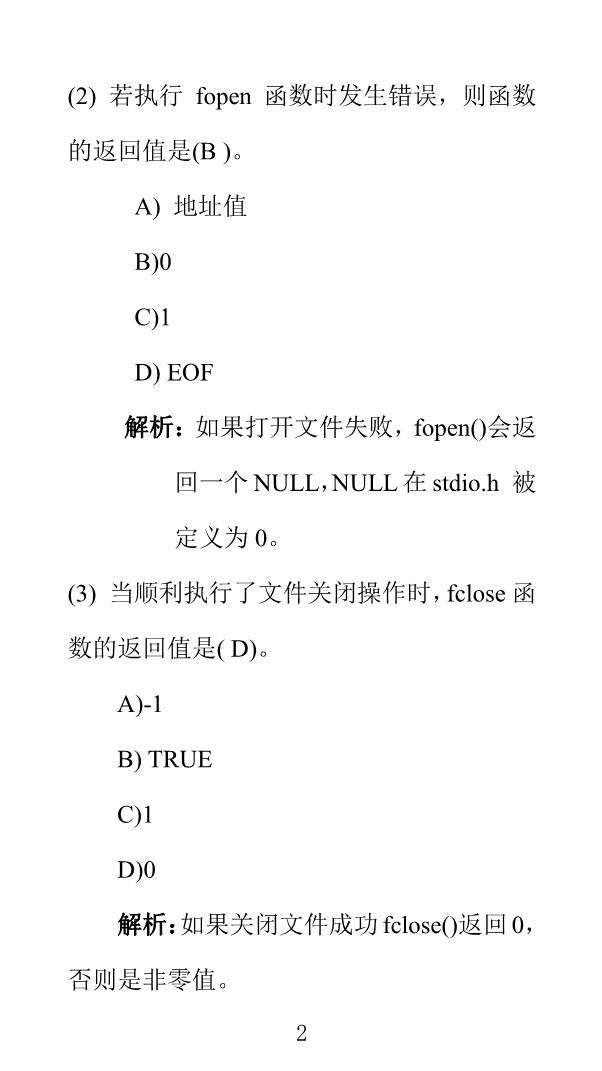 (2) 若执行 fopen 函数时发生错误，则函数
的返回值是(B )。
A) 地址值
B)0
C)1
D) EOF
解析：如果打开文件失败，fopen()会返
回一个 NULL，NULL 在 stdio.h 被
定义为 0。
(3) 当顺利执行了文件关闭操作时，fclose 函
数的返回值是( D)。
A)-1
B) TRUE
C)1
D)0
解析：如果关闭文件成功 fclose()返回 0，
否则是非零值。
2